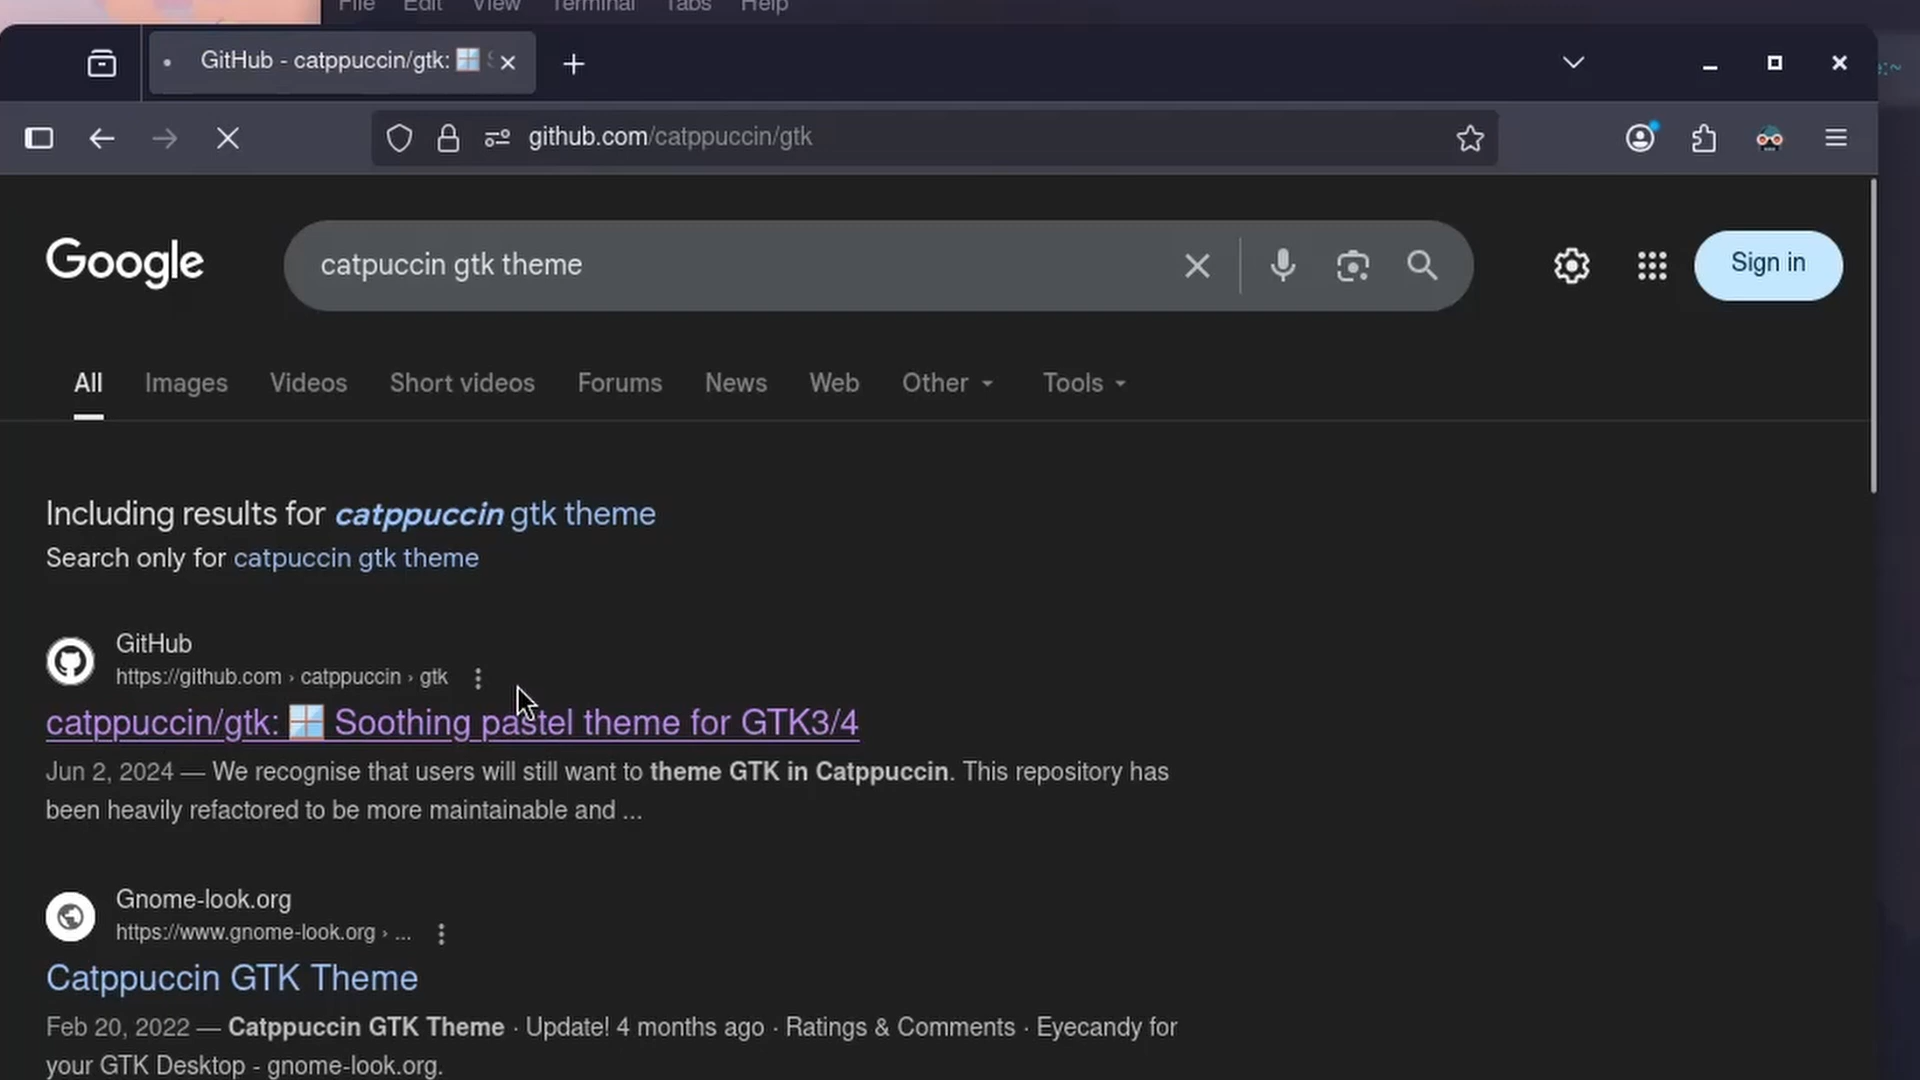 File Edit View Terminal Tabs Help
GitHub - catppuccin/gtk:
github.com/catppuccin/gtk
Google
catpuccin gtk theme
Sign in
All Images Videos Short videos Forums News Web Other Tools
Including results for catppuccin gtk theme
Search only for catpuccin gtk theme
GitHub
https://github.com › catppuccin › gtk
catppuccin/gtk: 🪟 Soothing pastel theme for GTK3/4
Jun 2, 2024 — We recognise that users will still want to theme GTK in Catppuccin. This repository has
been heavily refactored to be more maintainable and ...
Gnome-look.org
https://www.gnome-look.org › ...
Catppuccin GTK Theme
Feb 20, 2022 — Catppuccin GTK Theme · Update! 4 months ago · Ratings & Comments · Eyecandy for
your GTK Desktop - gnome-look.org.